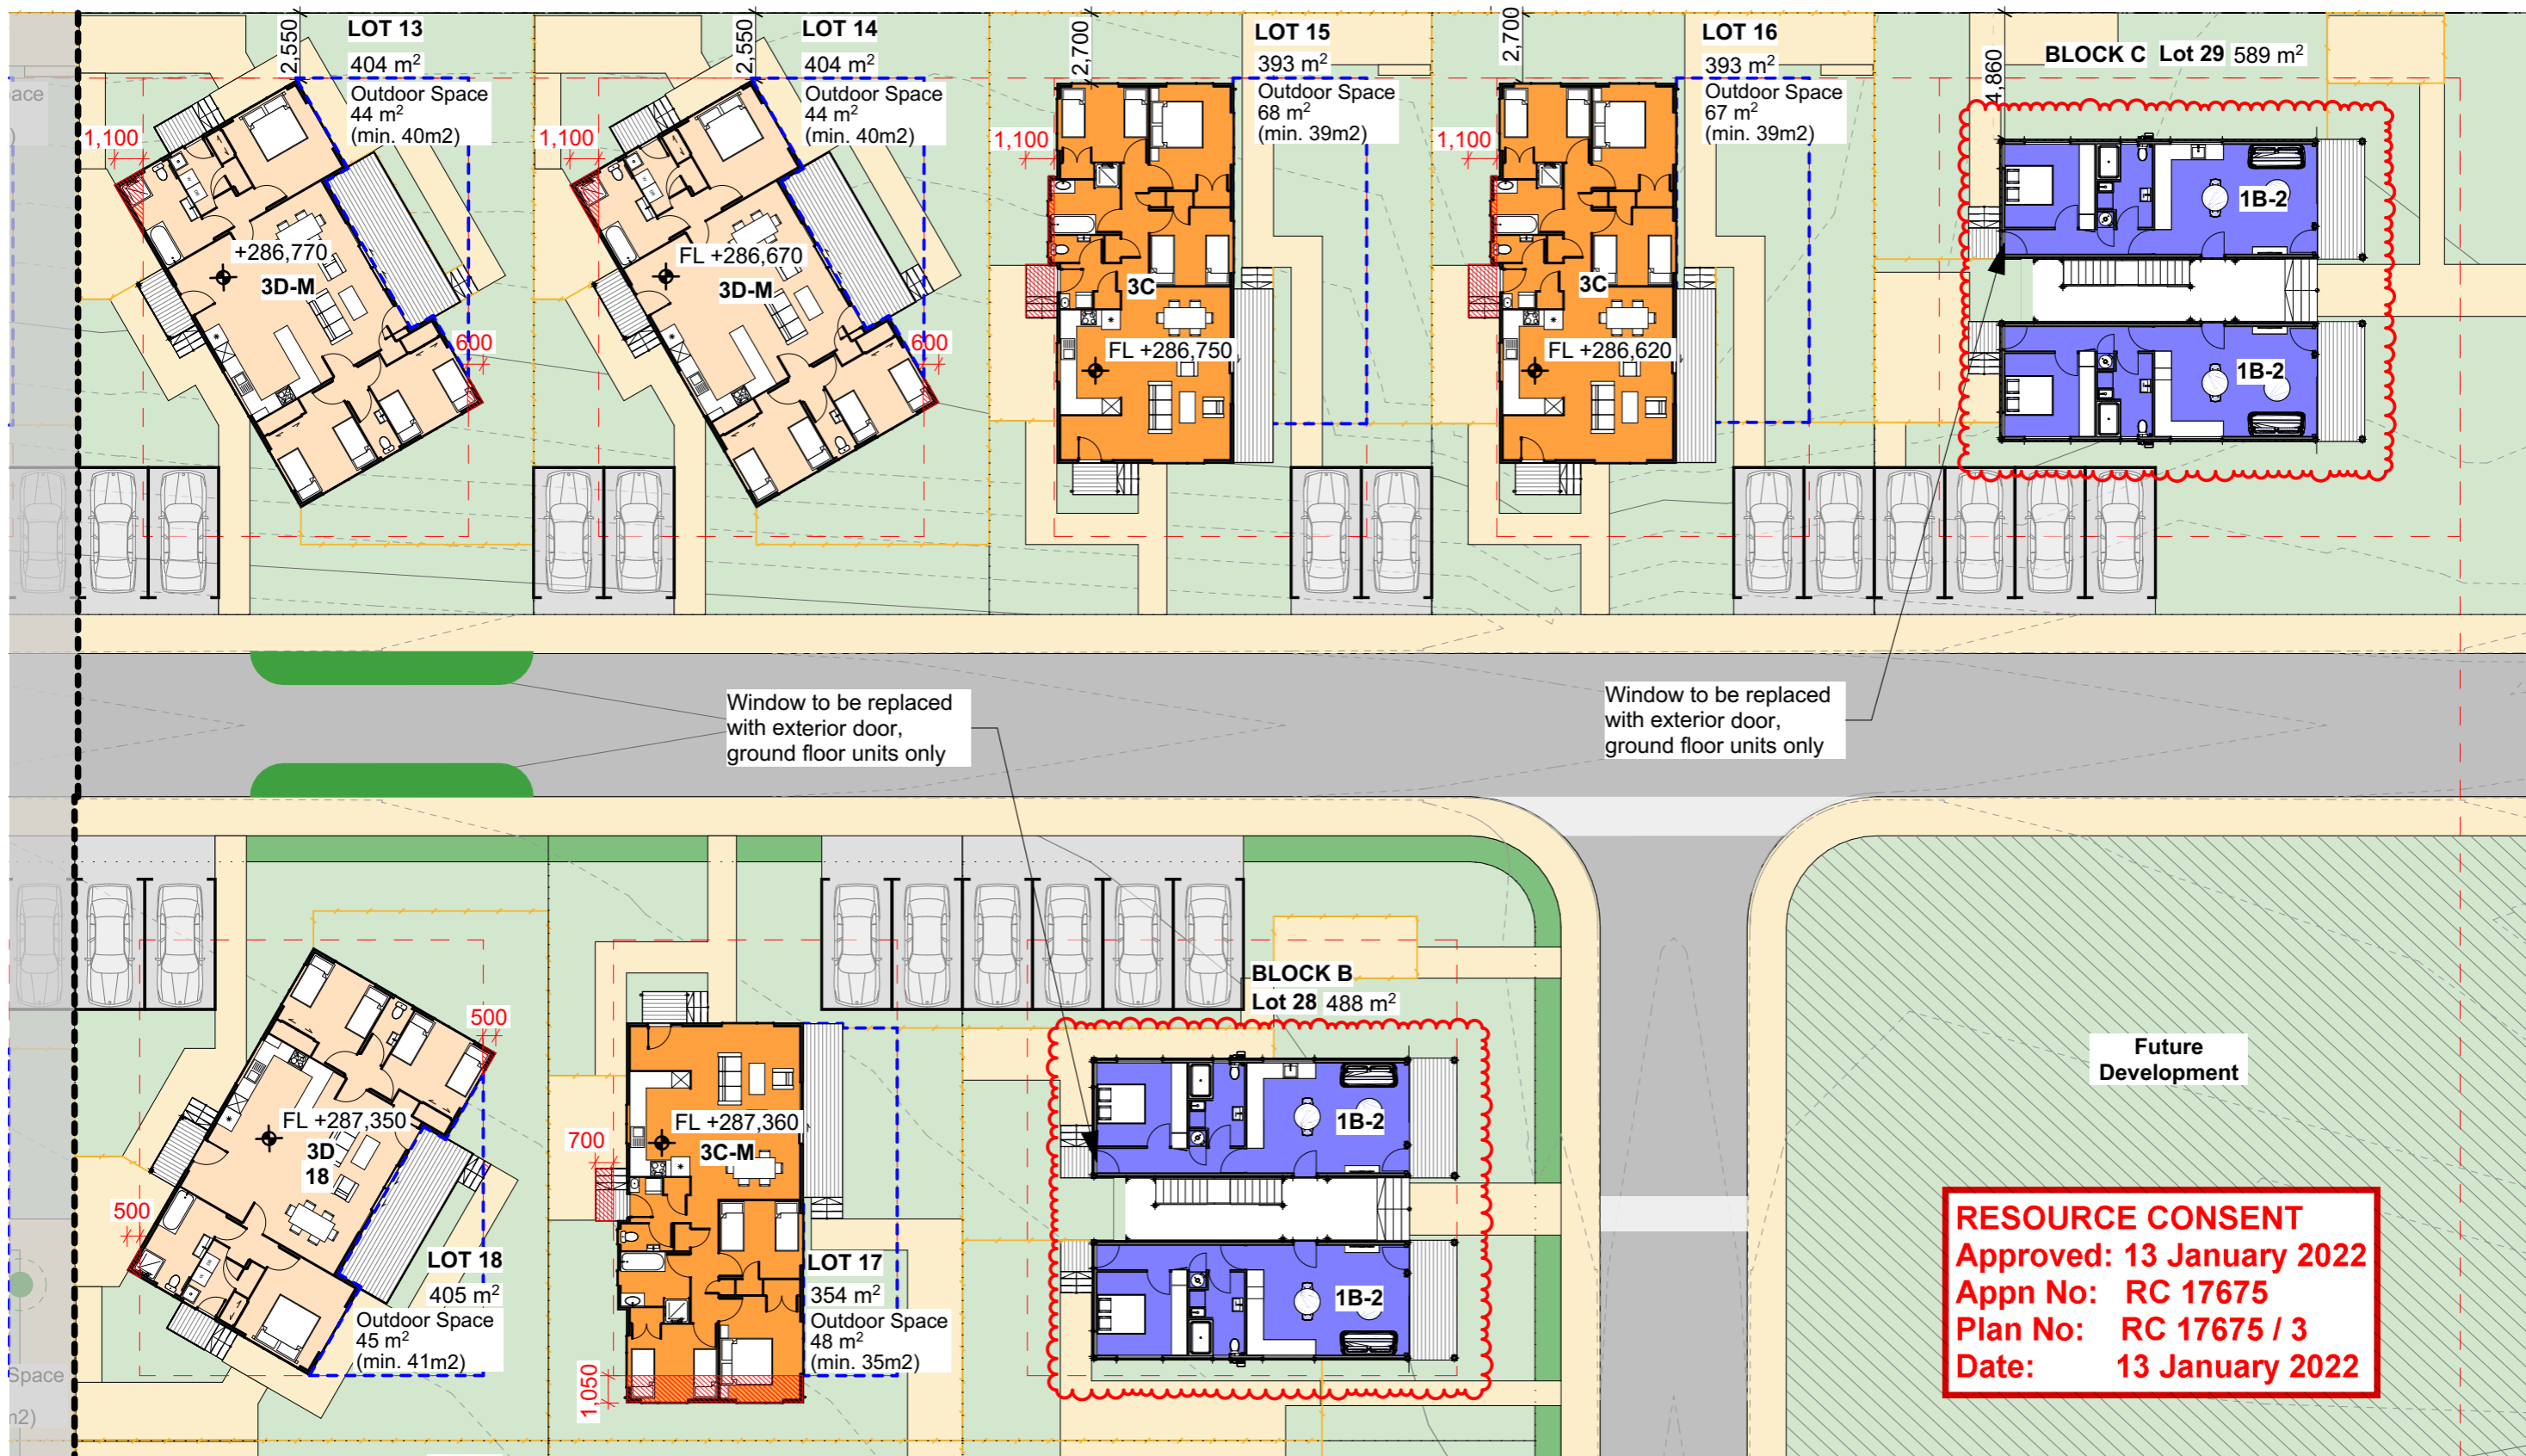 LOT 13
404 m²
Outdoor Space
44 m²
(min. 40m2)
2,550
1,100
+286,770
3D-M
600
LOT 14
404 m²
Outdoor Space
44 m²
(min. 40m2)
2,550
1,100
FL +286,670
3D-M
600
LOT 15
393 m²
Outdoor Space
68 m²
(min. 39m2)
2,700
1,100
3C
FL +286,750
LOT 16
393 m²
Outdoor Space
67 m²
(min. 39m2)
2,700
1,100
3C
FL +286,620
BLOCK C Lot 29 589 m²
4,860
1B-2
1B-2
ace
)
Window to be replaced
with exterior door,
ground floor units only
Window to be replaced
with exterior door,
ground floor units only
500
FL +287,350
3D
18
500
LOT 18
405 m²
Outdoor Space
45 m²
(min. 41m2)
700
FL +287,360
3C-M
LOT 17
354 m²
Outdoor Space
48 m²
(min. 35m2)
1,050
BLOCK B
Lot 28 488 m²
1B-2
1B-2
Future
Development
Space
m2)
RESOURCE CONSENT
Approved: 13 January 2022
Appn No: RC 17675
Plan No: RC 17675 / 3
Date: 13 January 2022